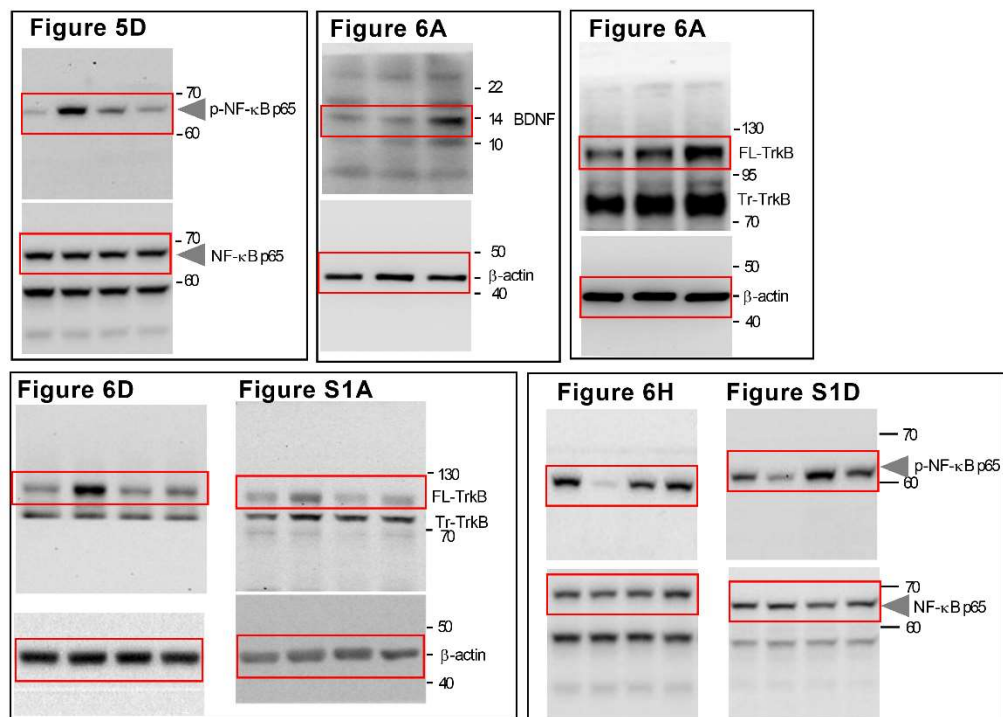 Figure 5D
70
p-NF-κB p65
60
70
NF-κB p65
60
Figure 6A
22
14 BDNF
10
50
β-actin
40
Figure 6A
130
FL-TrkB
95
Tr-TrkB
70
50
β-actin
40
Figure 6D
Figure S1A
130
FL-TrkB
Tr-TrkB
70
50
β-actin
40
Figure 6H
Figure S1D
70
p-NF-κB p65
60
70
NF-κB p65
60